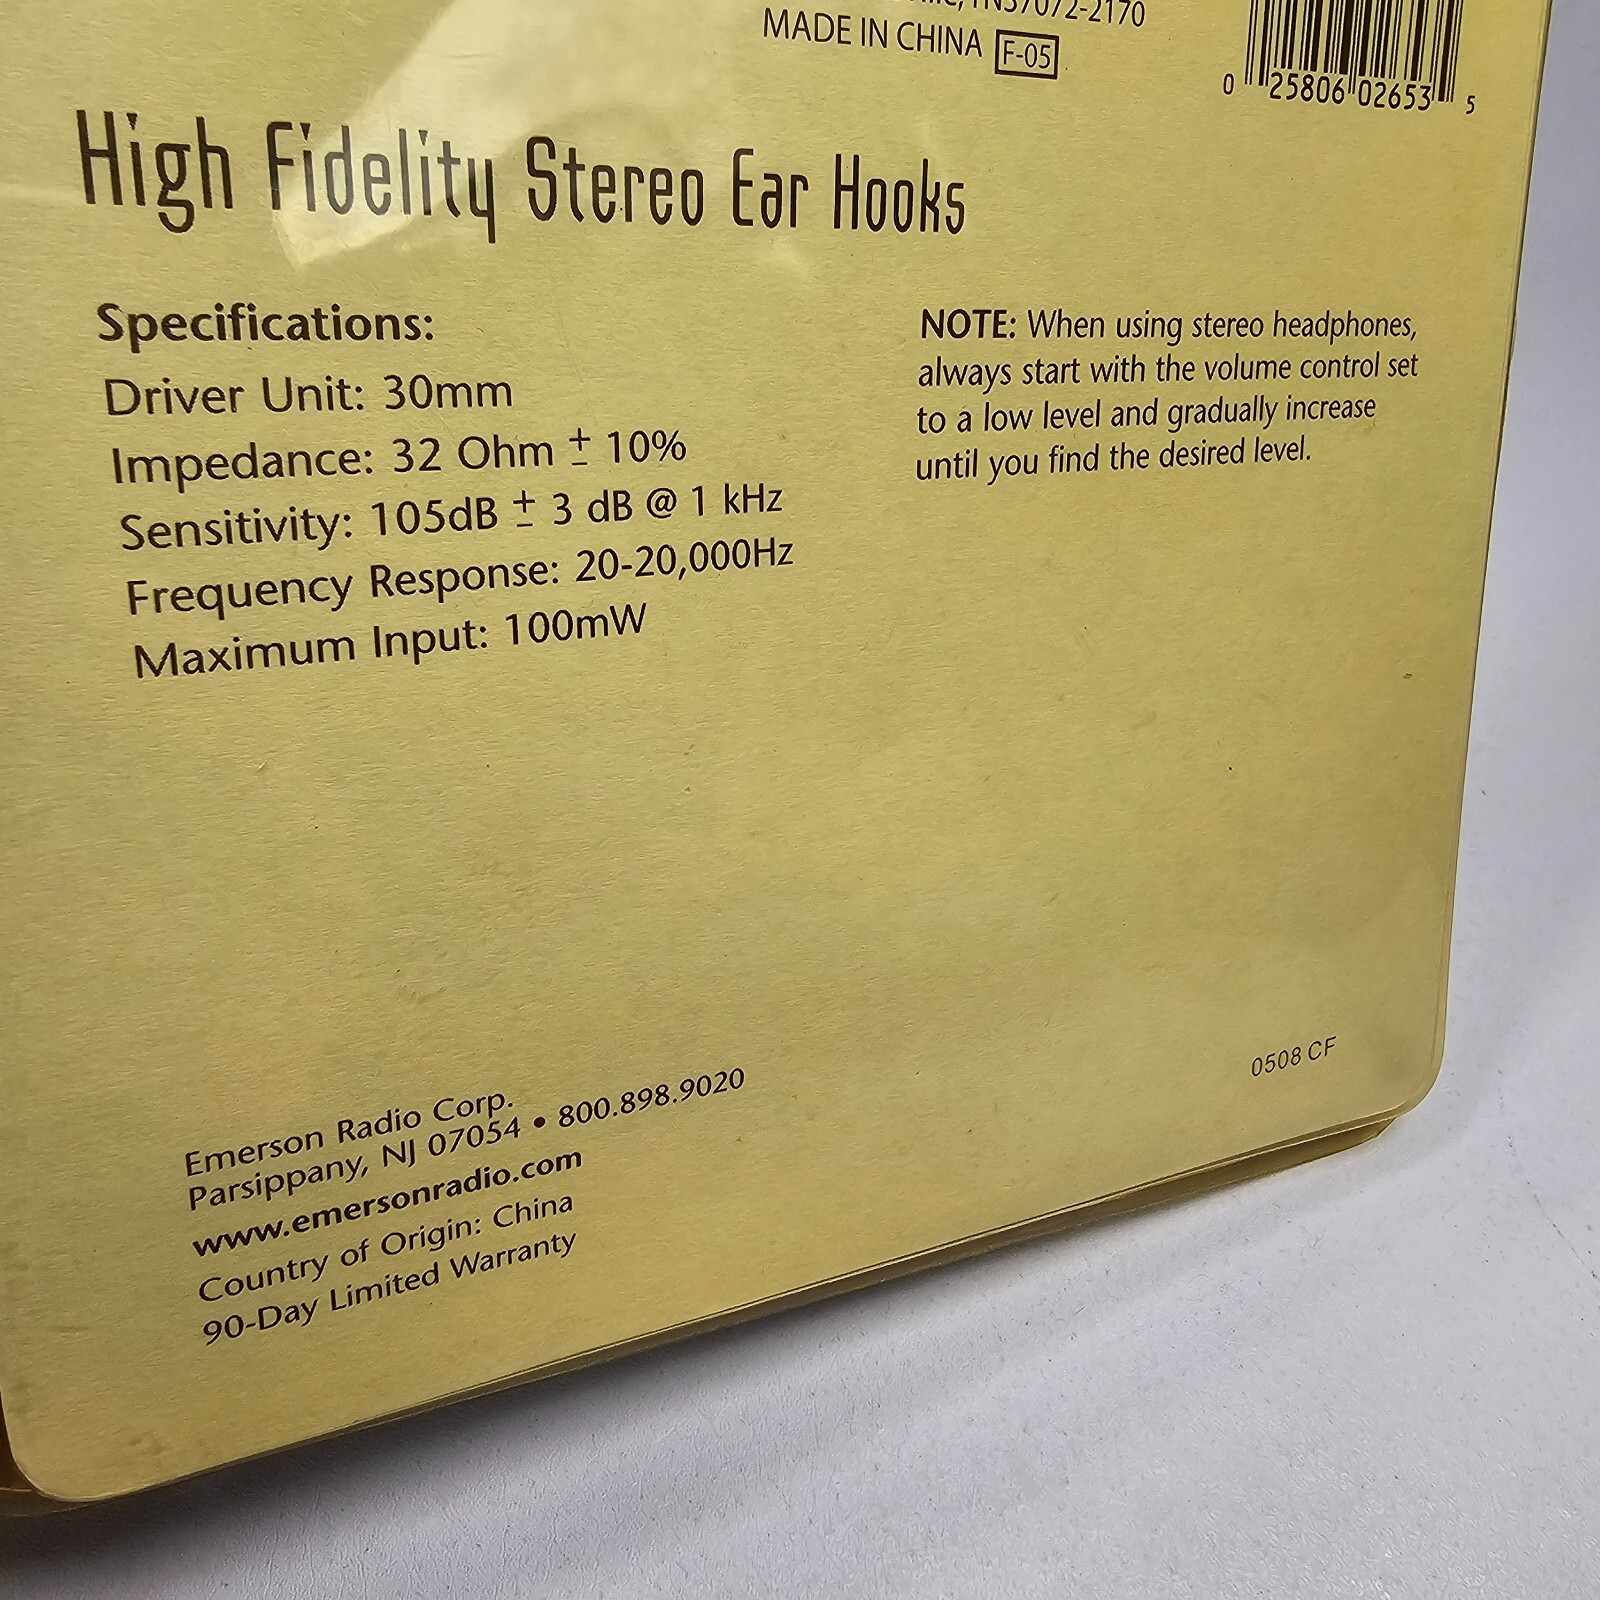 TN37072-2170
MADE IN CHINA F-05
0 25806 02653 5
High Fidelity Stereo Ear Hooks
Specifications:
Driver Unit: 30mm
Impedance: 32 Ohm ± 10%
Sensitivity: 105dB ± 3 dB @ 1 kHz
Frequency Response: 20-20,000Hz
Maximum Input: 100mW
NOTE: When using stereo headphones,
always start with the volume control set
to a low level and gradually increase
until you find the desired level.
0508 CF
Emerson Radio Corp.
Parsippany, NJ 07054 • 800.898.9020
www.emersonradio.com
Country of Origin: China
90-Day Limited Warranty